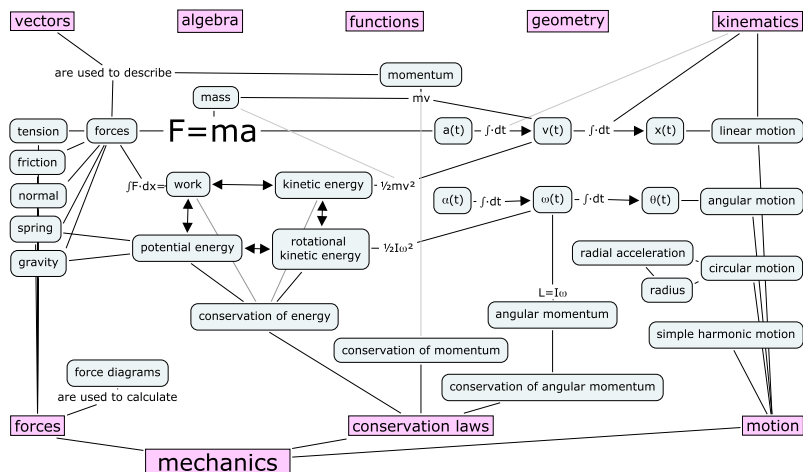 vectors
algebra
functions
geometry
kinematics
are used to describe
momentum
mass
mv
tension
forces
F=ma
a(t)
∫·dt
v(t)
∫·dt
x(t)
linear motion
friction
normal
∫F·dx=
work
kinetic energy
½mv²
α(t)
∫·dt
ω(t)
∫·dt
θ(t)
angular motion
spring
gravity
potential energy
rotational
kinetic energy
½Iω²
radial acceleration
circular motion
radius
L=Iω
angular momentum
conservation of energy
simple harmonic motion
conservation of momentum
force diagrams
are used to calculate
conservation of angular momentum
forces
conservation laws
motion
mechanics